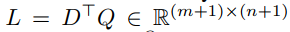 L = D^⊤Q ∈ ℝ^{(m+1)×(n+1)}